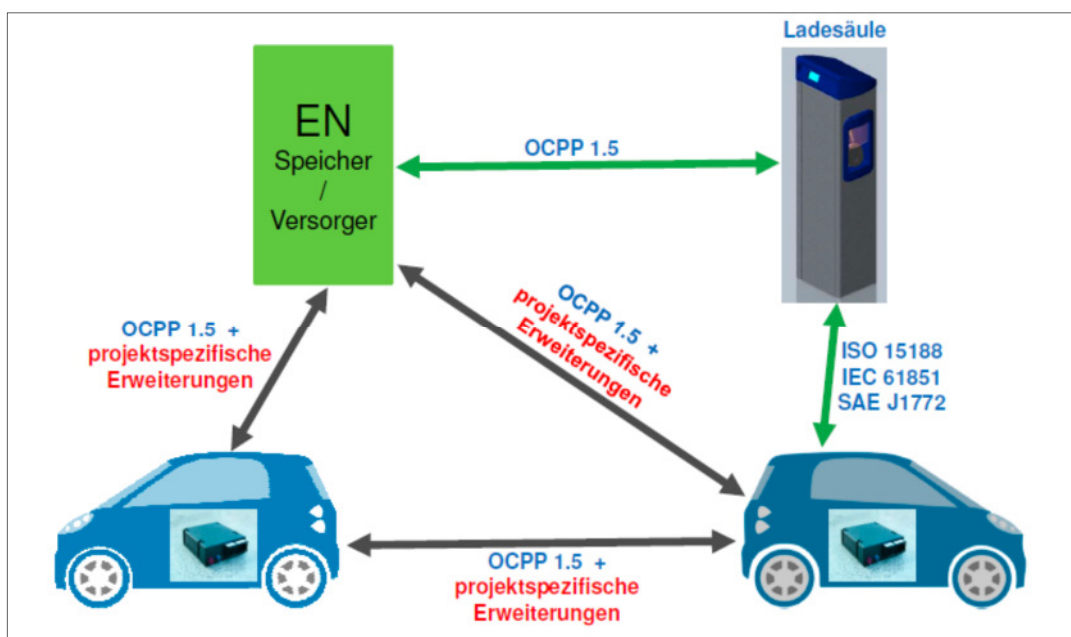 Ladesäule
EN
Speicher
/
Versorger
OCPP 1.5
OCPP 1.5 +
projektspezifische
Erweiterungen
OCPP 1.5 +
projektspezifische
Erweiterungen
ISO 15188
IEC 61851
SAE J1772
OCPP 1.5 +
projektspezifische
Erweiterungen